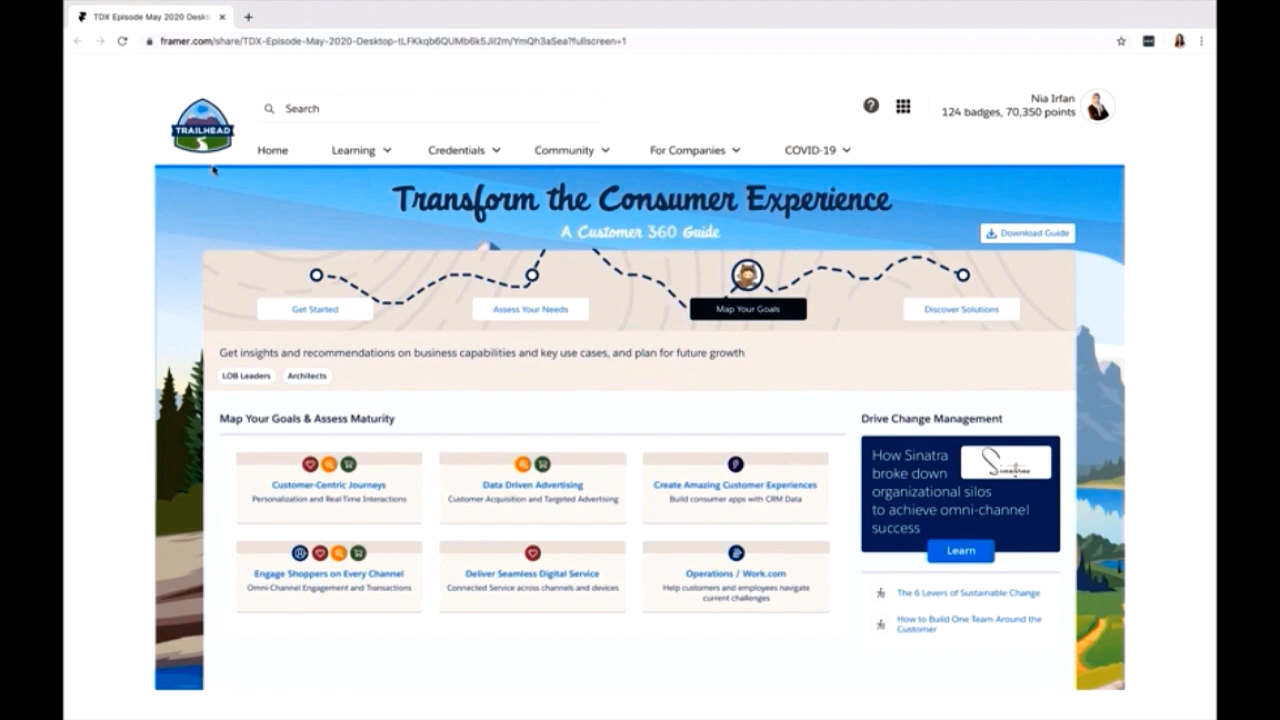 TDX Episode May 2020 Desk
framer.com/share/TDX-Episode-May-2020-Desktop-tLFKkqb6QUMb6k5Jil2m/YmQh3aSea?fullscreen=1
TRAILHEAD
Search
Nia Irfan
124 badges, 70,350 points
Home
Learning
Credentials
Community
For Companies
COVID-19
Transform the Consumer Experience
A Customer 360 Guide
Download Guide
Get Started
Assess Your Needs
Map Your Goals
Discover Solutions
Get insights and recommendations on business capabilities and key use cases, and plan for future growth
LOB Leaders
Architects
Map Your Goals & Assess Maturity
Customer-Centric Journeys
Personalization and Real-Time Interactions
Data Driven Advertising
Customer Acquisition and Targeted Advertising
Create Amazing Customer Experiences
Build consumer apps with CRM Data
Engage Shoppers on Every Channel
Omni-Channel Engagement and Transactions
Deliver Seamless Digital Service
Connected Service across channels and devices
Operations / Work.com
Help customers and employees navigate
current challenges
Drive Change Management
How Sinatra
broke down
organizational silos
to achieve omni-channel
success
Sinatras
Learn
The 6 Levers of Sustainable Change
How to Build One Team Around the
Customer